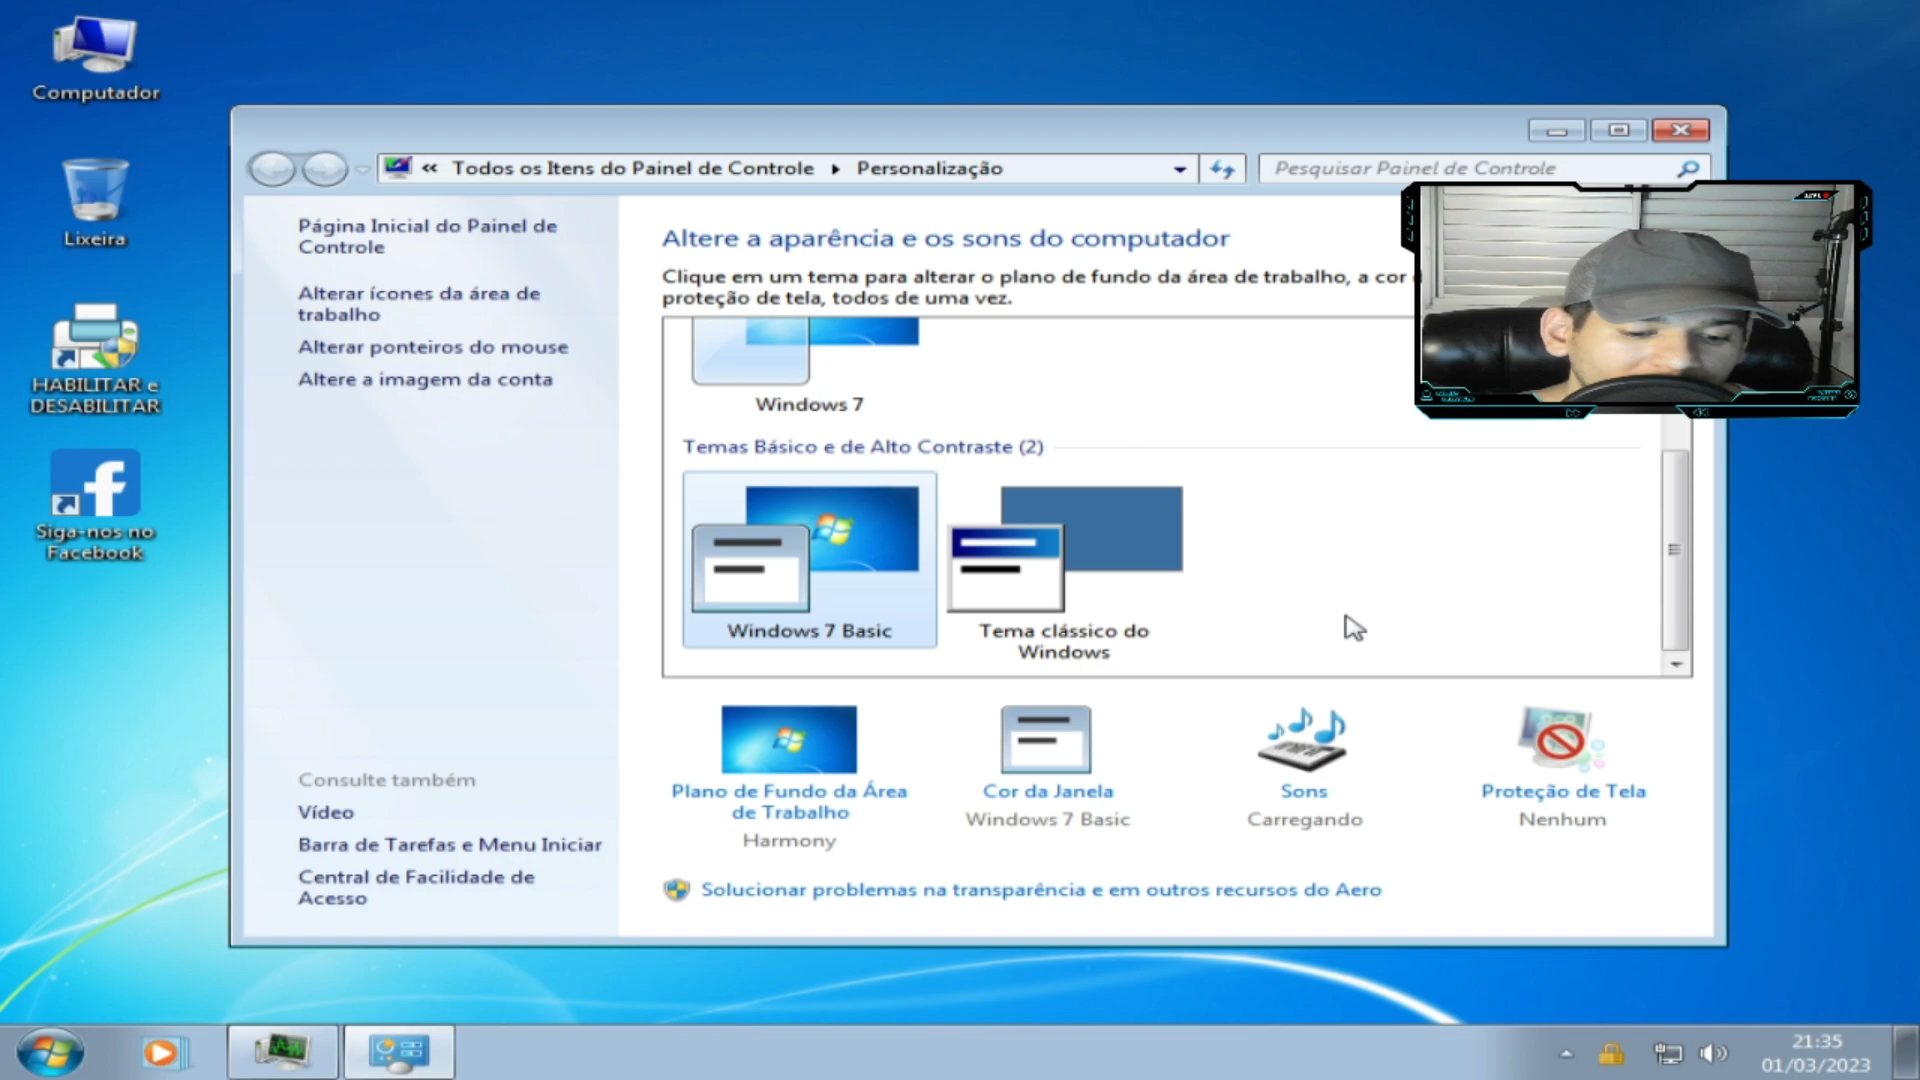 Computador
Lixeira
HABILITAR e
DESABILITAR
Siga-nos no
Facebook
« Todos os Itens do Painel de Controle ▸ Personalização
Pesquisar Painel de Controle
Página Inicial do Painel de
Controle
Alterar ícones da área de
trabalho
Alterar ponteiros do mouse
Altere a imagem da conta
Consulte também
Vídeo
Barra de Tarefas e Menu Iniciar
Central de Facilidade de
Acesso
Altere a aparência e os sons do computador
Clique em um tema para alterar o plano de fundo da área de trabalho, a cor
proteção de tela, todos de uma vez.
Windows 7
Temas Básico e de Alto Contraste (2)
Windows 7 Basic
Tema clássico do
Windows
Plano de Fundo da Área
de Trabalho
Harmony
Cor da Janela
Windows 7 Basic
Sons
Carregando
Proteção de Tela
Nenhum
Solucionar problemas na transparência e em outros recursos do Aero
LIVE
21:35
01/03/2023